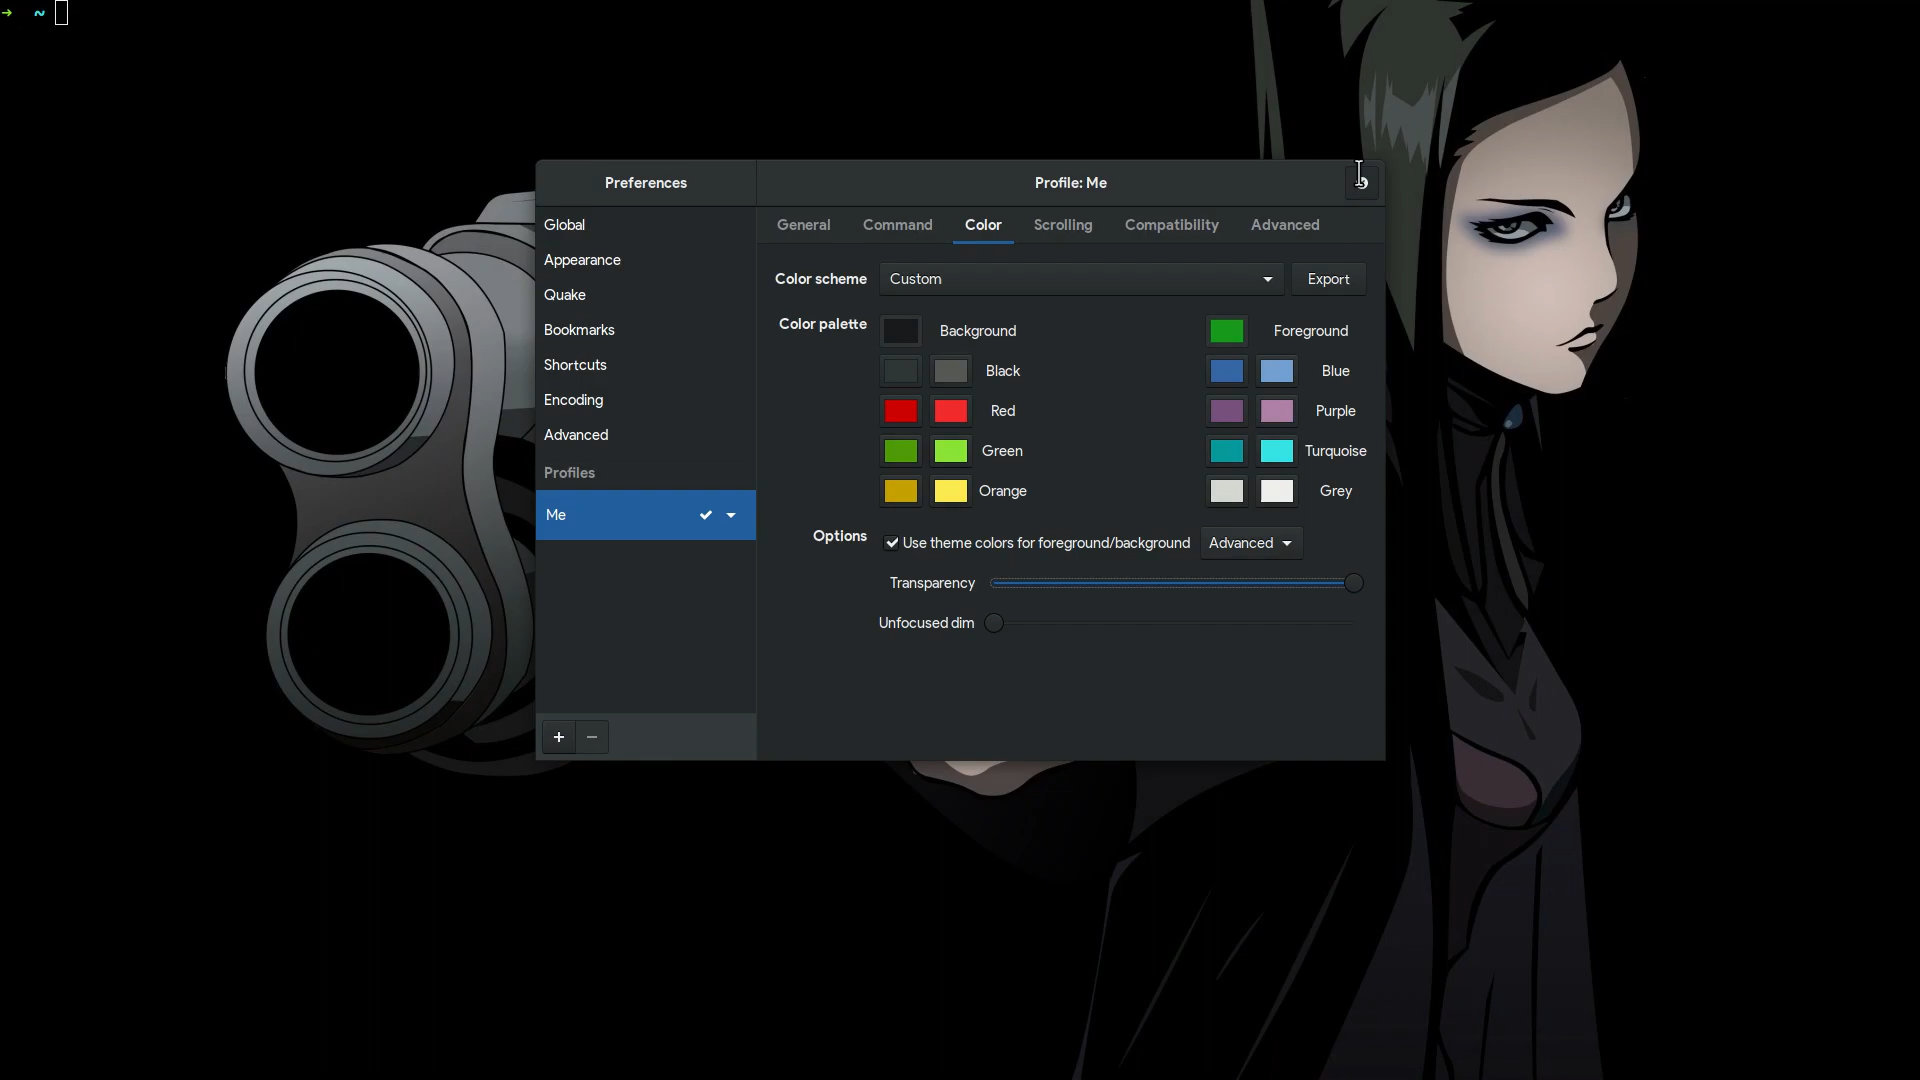 → ~
Preferences
Profile: Me
Global
Appearance
Quake
Bookmarks
Shortcuts
Encoding
Advanced
Profiles
Me
General Command Color Scrolling Compatibility Advanced
Color scheme Custom Export
Color palette Background Foreground
Black Blue
Red Purple
Green Turquoise
Orange Grey
Options Use theme colors for foreground/background Advanced
Transparency
Unfocused dim
+ −